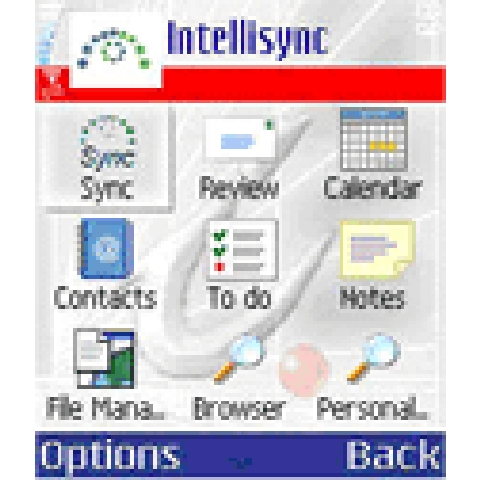 Intellisync
Sync
Sync Review Calendar
Contacts To do Notes
File Mana... Browser Personal...
Options Back